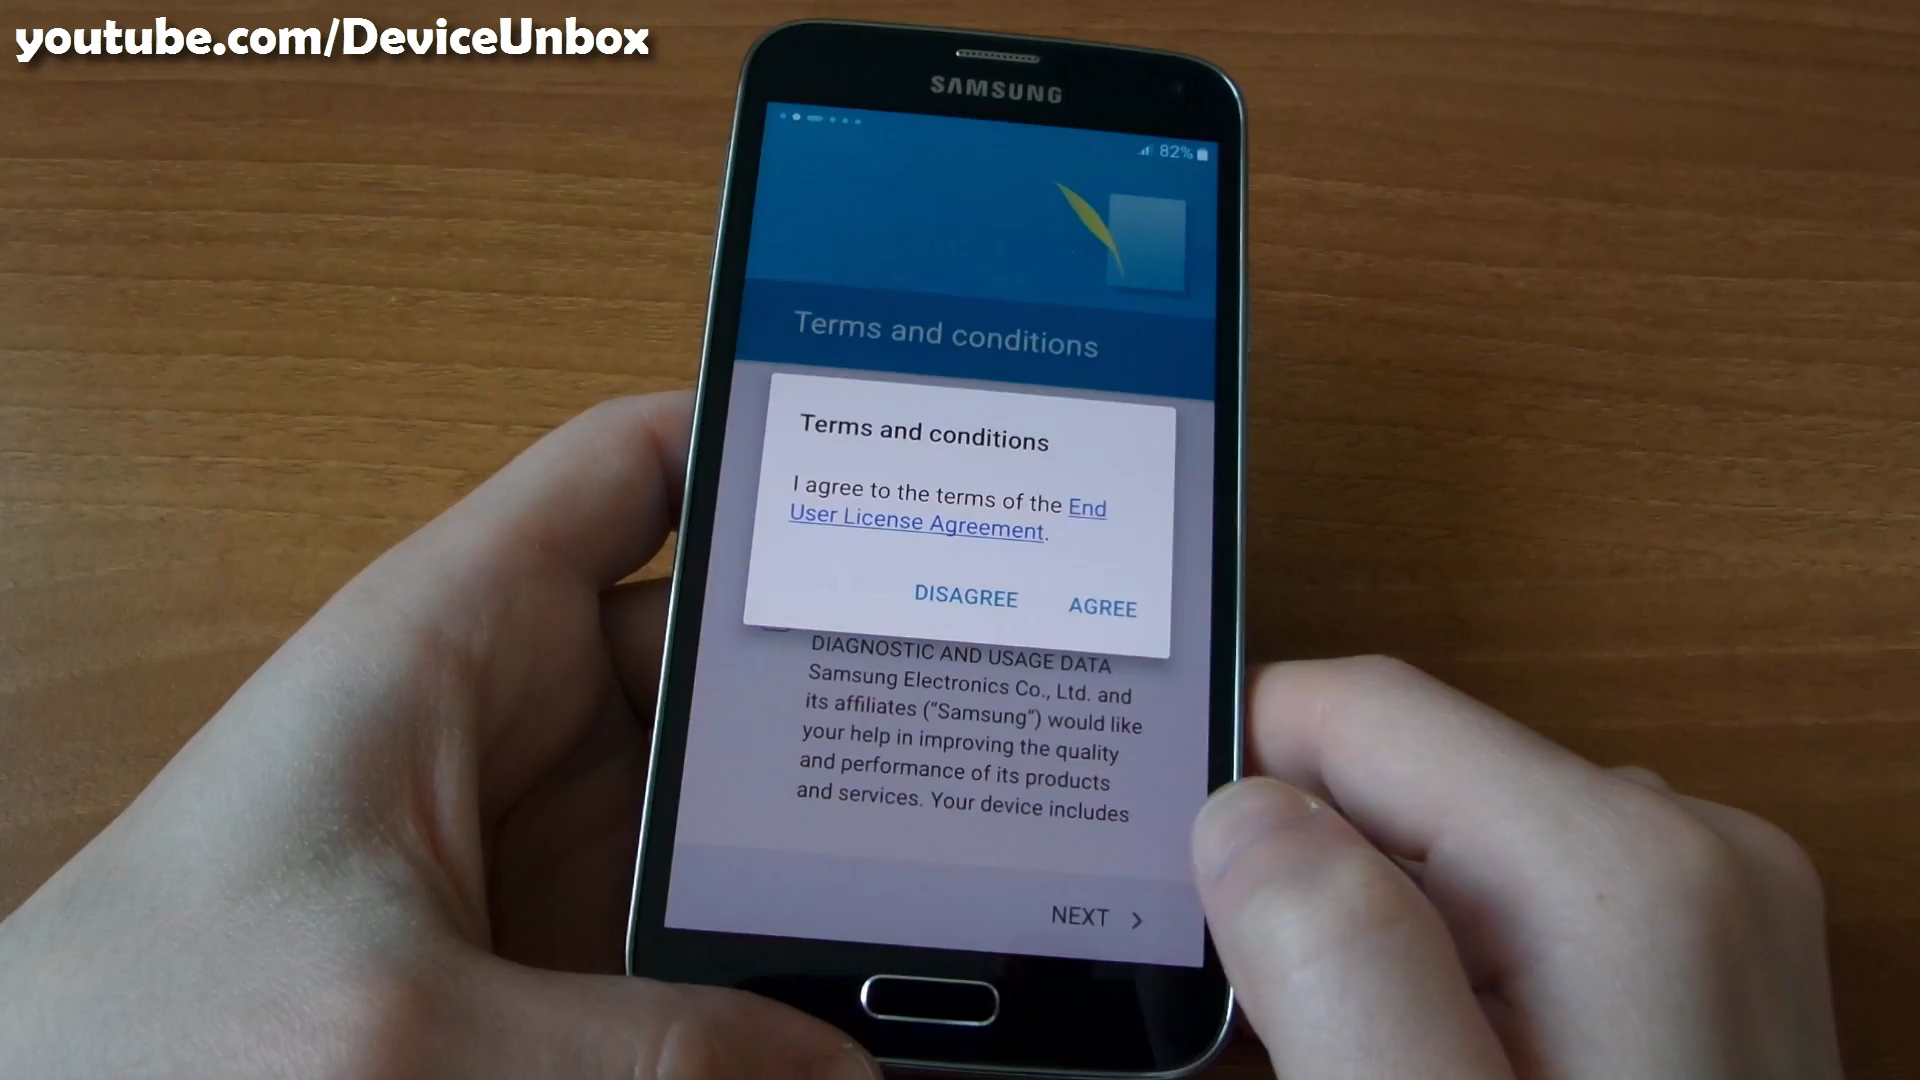 youtube.com/DeviceUnbox
SAMSUNG
82%
Terms and conditions
Terms and conditions
I agree to the terms of the End
User License Agreement.
DISAGREE AGREE
DIAGNOSTIC AND USAGE DATA
Samsung Electronics Co., Ltd. and
its affiliates (“Samsung”) would like
your help in improving the quality
and performance of its products
and services. Your device includes
NEXT